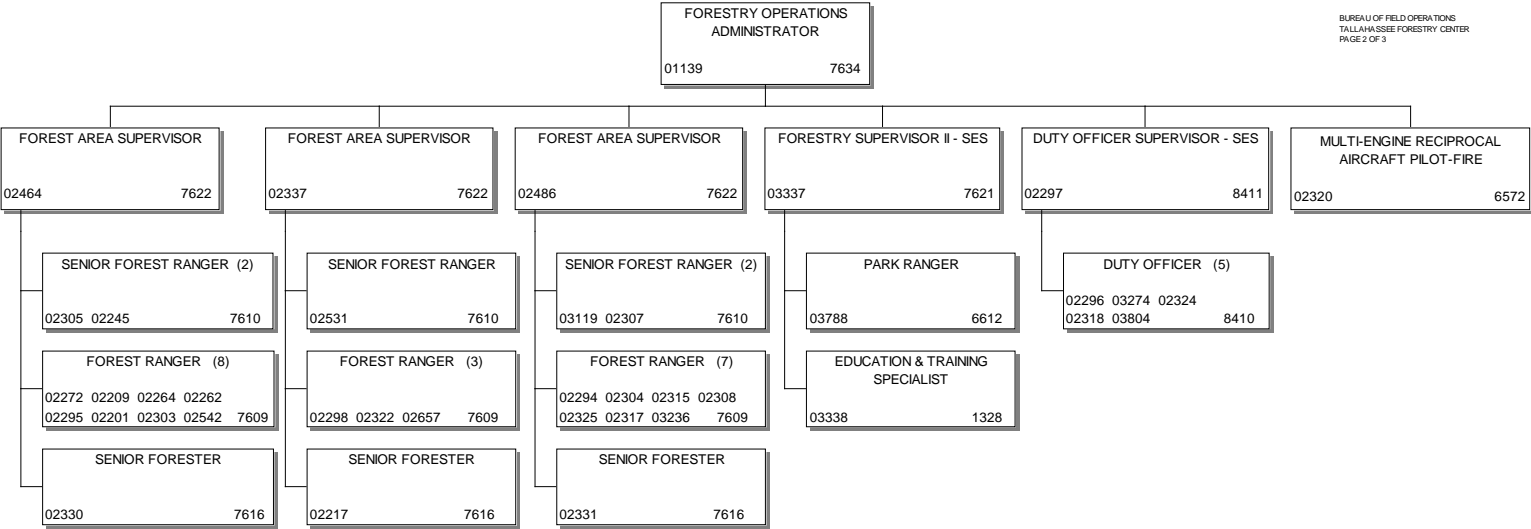 FORESTRY OPERATIONS
ADMINISTRATOR
01139 7634
BUREAU OF FIELD OPERATIONS
TALLAHASSEE FORESTRY CENTER
PAGE 2 OF 3
FOREST AREA SUPERVISOR
02464 7622
FOREST AREA SUPERVISOR
02337 7622
FOREST AREA SUPERVISOR
02486 7622
FORESTRY SUPERVISOR II - SES
03337 7621
DUTY OFFICER SUPERVISOR - SES
02297 8411
MULTI-ENGINE RECIPROCAL
AIRCRAFT PILOT-FIRE
02320 6572
SENIOR FOREST RANGER (2)
02305 02245 7610
SENIOR FOREST RANGER
02531 7610
SENIOR FOREST RANGER (2)
03119 02307 7610
PARK RANGER
03788 6612
DUTY OFFICER (5)
02296 03274 02324
02318 03804 8410
FOREST RANGER (8)
02272 02209 02264 02262
02295 02201 02303 02542 7609
FOREST RANGER (3)
02298 02322 02657 7609
FOREST RANGER (7)
02294 02304 02315 02308
02325 02317 03236 7609
EDUCATION & TRAINING
SPECIALIST
03338 1328
SENIOR FORESTER
02330 7616
SENIOR FORESTER
02217 7616
SENIOR FORESTER
02331 7616